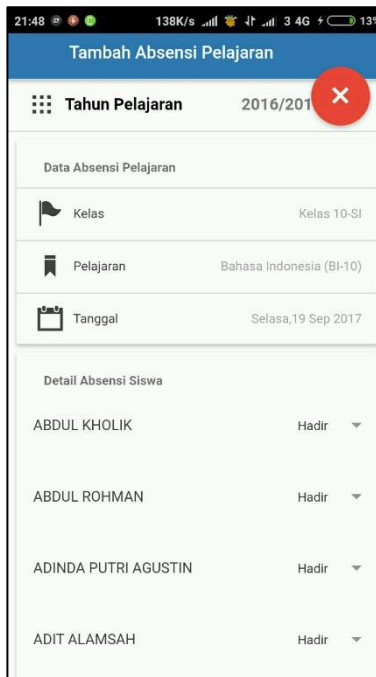 21:48 138K/s 3 4G 13%
Tambah Absensi Pelajaran
Tahun Pelajaran 2016/201
Data Absensi Pelajaran
Kelas Kelas 10-SI
Pelajaran Bahasa Indonesia (BI-10)
Tanggal Selasa,19 Sep 2017
Detail Absensi Siswa
ABDUL KHOLIK Hadir
ABDUL ROHMAN Hadir
ADINDA PUTRI AGUSTIN Hadir
ADIT ALAMSAH Hadir